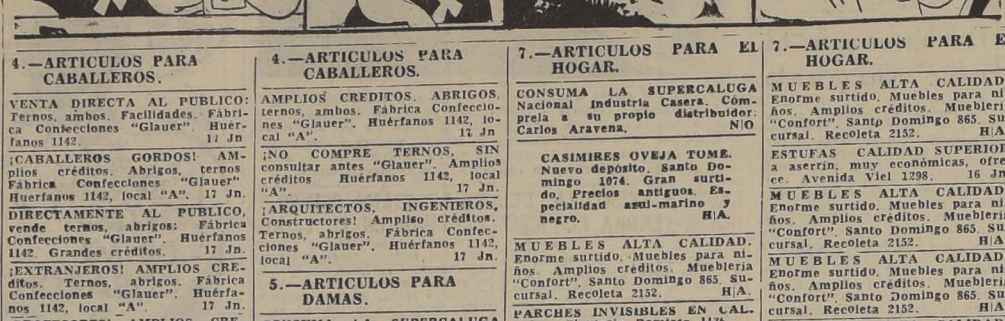 4.—ARTICULOS PARA
CABALLEROS.
VENTA DIRECTA AL PUBLICO:
Ternos, ambos. Facilidades. Fábri-
ca Confecciones "Glauer". Huér-
fanos 1142. 17 Jn
¡CABALLEROS GORDOS! AM-
plios créditos. Abrigos, ternos
Fábrica Confecciones "Glauer"
Huerfanos 1142, local "A". 17 Jn.
DIRECTAMENTE AL PUBLICO,
vende ternos, abrigos: Fábrica
Confecciones "Glauer". Huérfanos
1142. Grandes créditos. 17 Jn.
¡EXTRANJEROS! AMPLIOS CRE-
ditos. Ternos, abrigos. Fábrica
Confecciones "Glauer". Huérfa-
nos 1142, local "A". 17 Jn.
4.—ARTICULOS PARA
CABALLEROS.
AMPLIOS CREDITOS. ABRIGOS,
ternos, ambos. Fábrica Confeccio-
nes "Glauer". Huérfanos 1142, lo-
cal "A". 17 Jn
¡NO COMPRE TERNOS, SIN
consultar antes "Glauer". Amplios
créditos Huérfanos 1142, local
"A". 17 Jn.
¡ARQUITECTOS, INGENIEROS,
Constructores! Ampliso créditos.
Ternos, abrigos. Fábrica Confec-
ciones "Glauer". Huérfanos 1142,
local "A". 17 Jn.
5.—ARTICULOS PARA
DAMAS.
SUPERCALUGA
7.—ARTICULOS PARA EL
HOGAR.
CONSUMA LA SUPERCALUGA
Nacional Industria Casera. Cóm-
prela a su propio distribuidor:
Carlos Aravena. N|O
CASIMIRES OVEJA TOME.
Nuevo depósito. Santo Do-
mingo 1074. Gran surti-
do. Precios antiguos. Es-
pecialidad azul-marino y
negro. H|A.
MUEBLES ALTA CALIDAD.
Enorme surtido. Muebles para ni-
ños. Amplios créditos. Mueblería
"Confort". Santo Domingo 865. Su-
cursal. Recoleta 2152. H|A.
PARCHES INVISIBLES EN CAL-
7.—ARTICULOS PARA E
HOGAR.
MUEBLES ALTA CALIDAD
Enorme surtido. Muebles para ni
ños. Amplios créditos. Muebleri
"Confort". Santo Domingo 865. Su
cursal. Recoleta 2152. H|A.
ESTUFAS CALIDAD SUPERIOR
a aserrín, muy económicas, ofre
ce. Avenida Viel 1298. 16 Jn
MUEBLES ALTA CALIDAD
Enorme surtido. Muebles para ni
ños. Amplios créditos. Muebleri
"Confort". Santo Domingo 865. Su
cursal. Recoleta 2152. H|A.
MUEBLES ALTA CALIDAD
Enorme surtido. Muebles para ni
ños. Amplios créditos. Muebleri
"Confort". Santo Domingo 865. Su
cursal. Recoleta 2152. H|A.